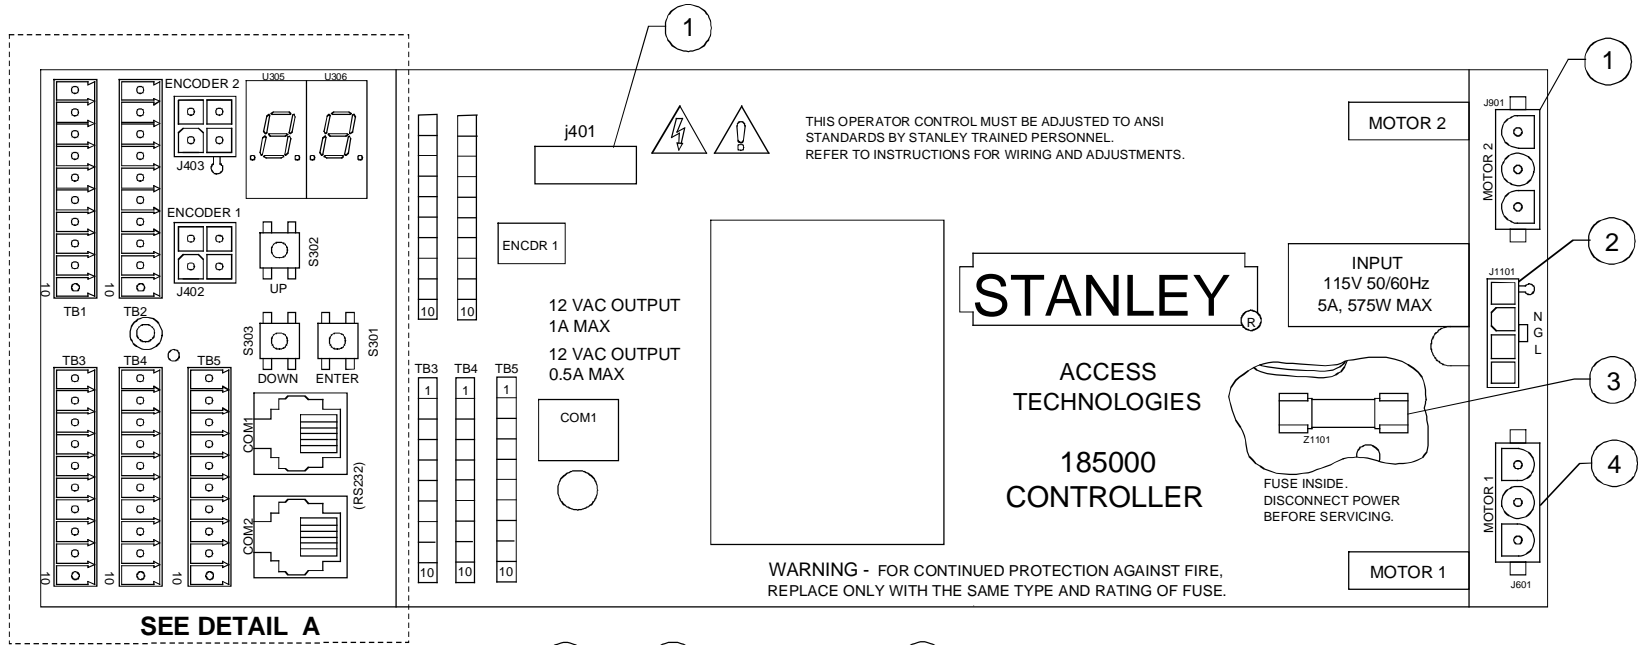 1
1
ENCODER 2
U305
U306
J403
j401
THIS OPERATOR CONTROL MUST BE ADJUSTED TO ANSI
STANDARDS BY STANLEY TRAINED PERSONNEL.
REFER TO INSTRUCTIONS FOR WIRING AND ADJUSTMENTS.
MOTOR 2
J901
MOTOR 2
ENCODER 1
J402
S302
UP
10
10
TB1
TB2
ENCDR 1
10
10
12 VAC OUTPUT
1A MAX
12 VAC OUTPUT
0.5A MAX
STANLEY
R
INPUT
115V 50/60Hz
5A, 575W MAX
2
J1101
N
G
L
S303
S301
DOWN
ENTER
TB3
TB4
TB5
TB3
TB4
TB5
1
1
1
COM1
COM1
(RS232)
COM2
ACCESS
TECHNOLOGIES
185000
CONTROLLER
3
Z1101
FUSE INSIDE.
DISCONNECT POWER
BEFORE SERVICING.
4
MOTOR 1
J601
MOTOR 1
10
10
10
10
10
10
WARNING - FOR CONTINUED PROTECTION AGAINST FIRE,
REPLACE ONLY WITH THE SAME TYPE AND RATING OF FUSE.
SEE DETAIL A